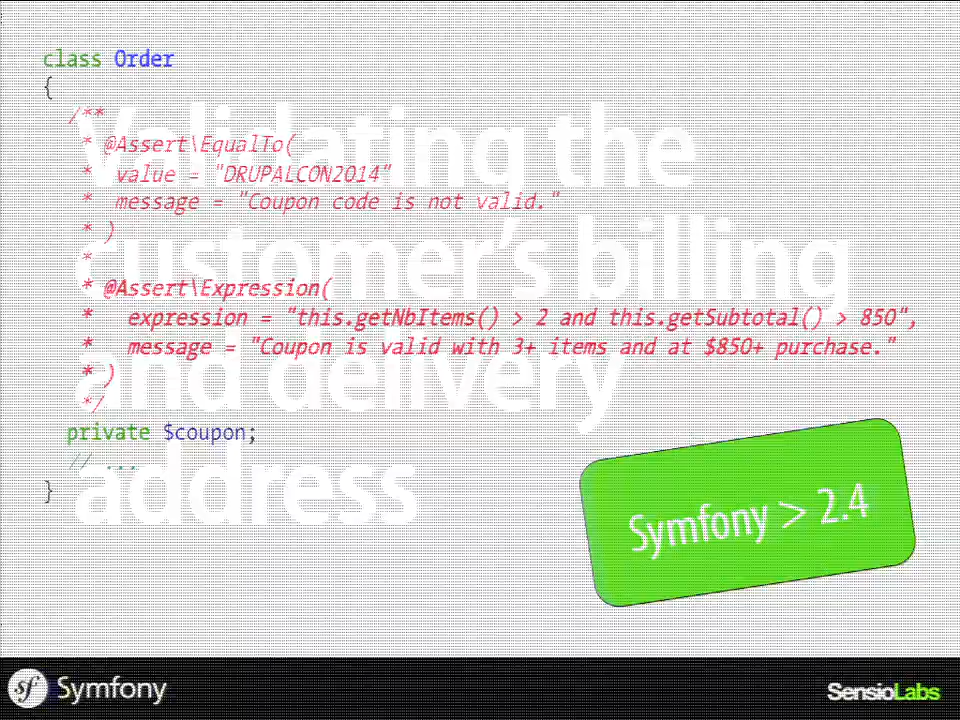 class Order
{
/**
* @Assert\EqualTo(
* value = "DRUPALCON2014"
* message = "Coupon code is not valid."
* )
*
* @Assert\Expression(
* expression = "this.getNbItems() > 2 and this.getSubtotal() > 850",
* message = "Coupon is valid with 3+ items and at $850+ purchase."
* )
*/
private $coupon;
// ...
}
Validating the
customer's billing
and delivery
address
Symfony > 2.4
sf Symfony
SensioLabs